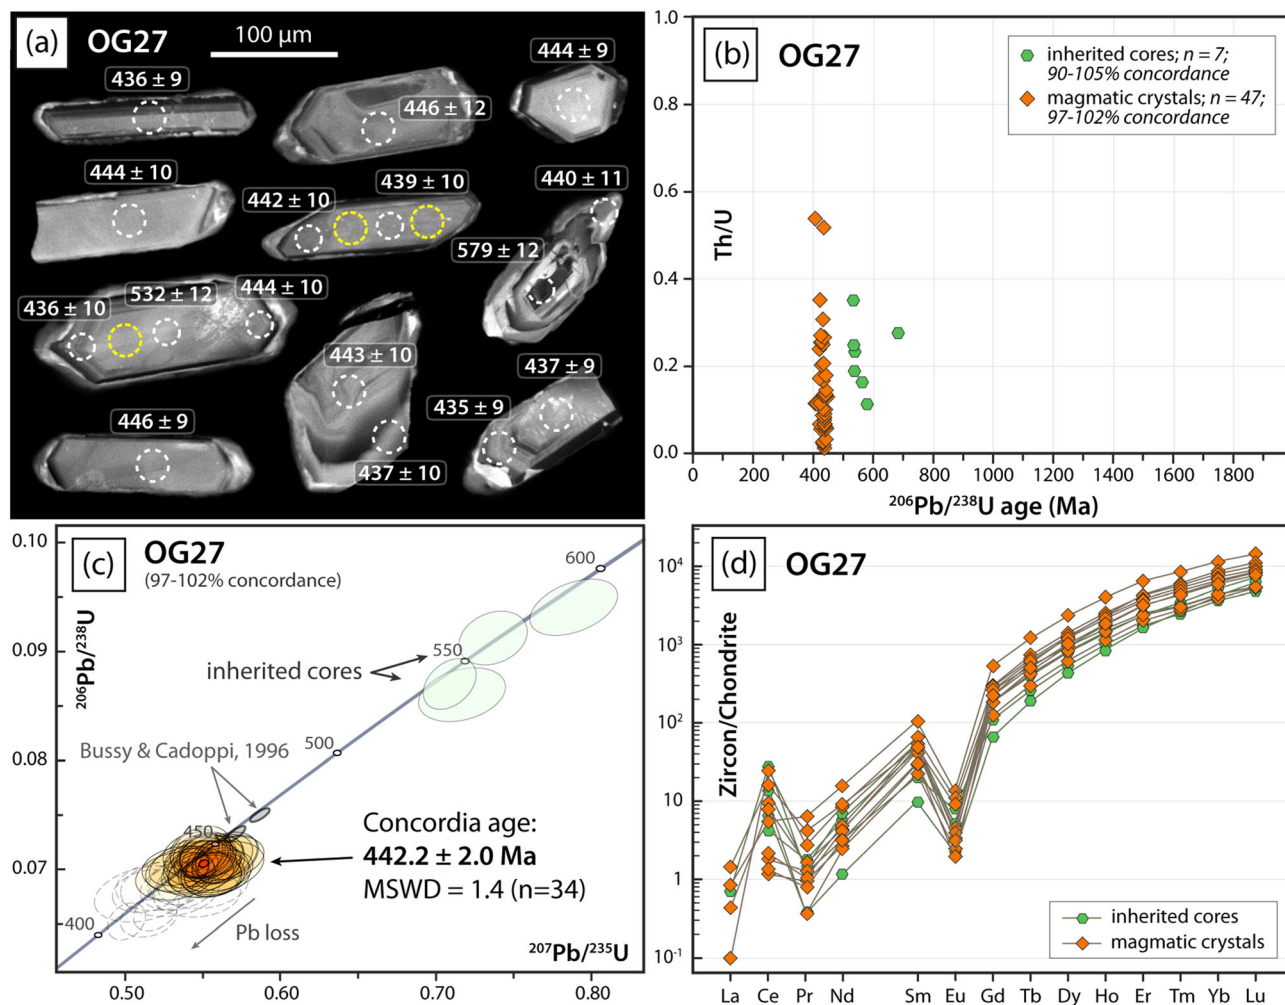 (a) OG27
100 μm
436 ± 9
446 ± 12
444 ± 9
444 ± 10
442 ± 10
439 ± 10
440 ± 11
579 ± 12
436 ± 10
532 ± 12
444 ± 10
443 ± 10
437 ± 9
435 ± 9
446 ± 9
437 ± 10
(b) OG27
inherited cores; n = 7;
90-105% concordance
magmatic crystals; n = 47;
97-102% concordance
1.0
0.8
0.6
0.4
0.2
0.0
Th/U
0 200 400 600 800 1000 1200 1400 1600 1800
²⁰⁶Pb/²³⁸U age (Ma)
(c) OG27
(97-102% concordance)
0.10
0.09
0.08
0.07
²⁰⁶Pb/²³⁸U
600
550
500
450
400
inherited cores
Bussy & Cadoppi, 1996
Concordia age:
442.2 ± 2.0 Ma
MSWD = 1.4 (n=34)
Pb loss
²⁰⁷Pb/²³⁵U
0.50 0.60 0.70 0.80
(d) OG27
10⁴
10³
10²
10
1
10⁻¹
Zircon/Chondrite
inherited cores
magmatic crystals
La Ce Pr Nd Sm Eu Gd Tb Dy Ho Er Tm Yb Lu